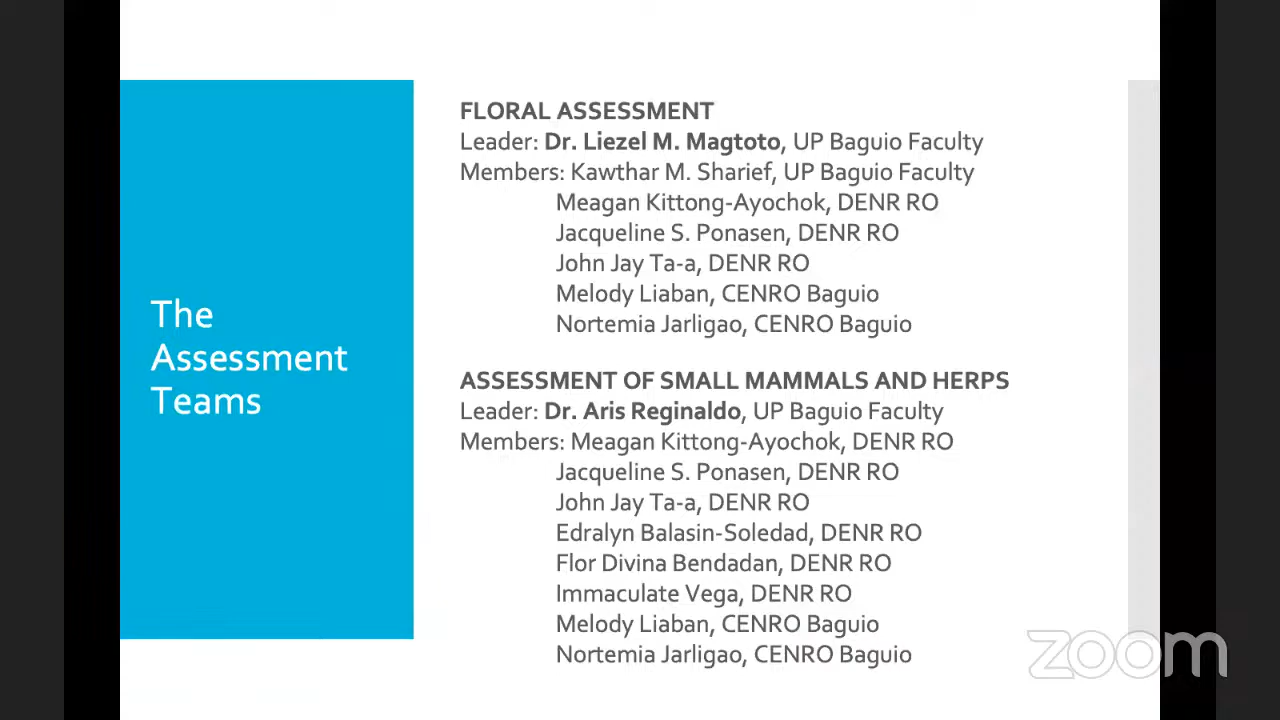 The
Assessment
Teams
FLORAL ASSESSMENT
Leader: Dr. Liezel M. Magtoto, UP Baguio Faculty
Members: Kawthar M. Sharief, UP Baguio Faculty
Meagan Kittong-Ayochok, DENR RO
Jacqueline S. Ponasen, DENR RO
John Jay Ta-a, DENR RO
Melody Liaban, CENRO Baguio
Nortemia Jarligao, CENRO Baguio
ASSESSMENT OF SMALL MAMMALS AND HERPS
Leader: Dr. Aris Reginaldo, UP Baguio Faculty
Members: Meagan Kittong-Ayochok, DENR RO
Jacqueline S. Ponasen, DENR RO
John Jay Ta-a, DENR RO
Edralyn Balasin-Soledad, DENR RO
Flor Divina Bendadan, DENR RO
Immaculate Vega, DENR RO
Melody Liaban, CENRO Baguio
Nortemia Jarligao, CENRO Baguio
zoom